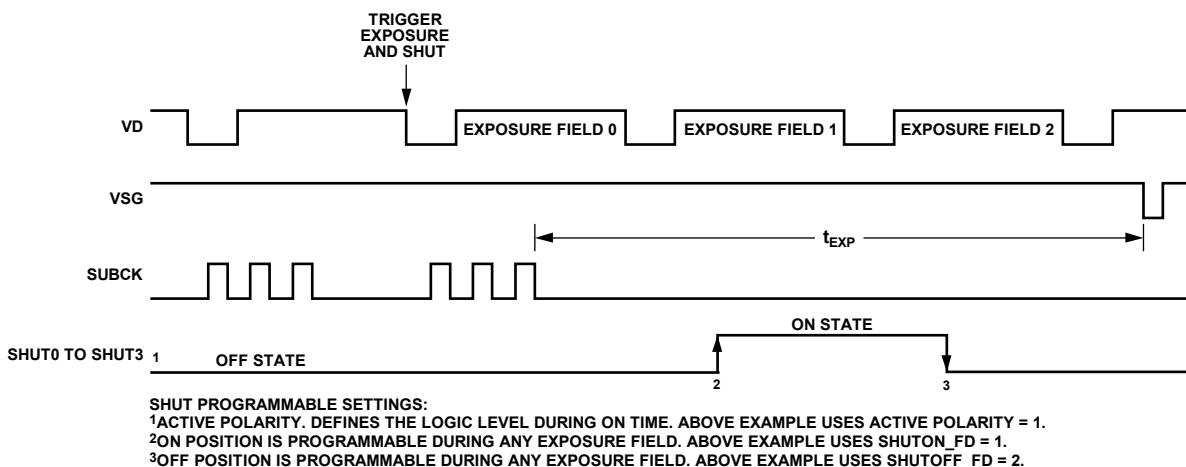 TRIGGER
EXPOSURE
AND SHUT
VD
EXPOSURE FIELD 0
EXPOSURE FIELD 1
EXPOSURE FIELD 2
VSG
tEXP
SUBCK
ON STATE
SHUT0 TO SHUT3
1
OFF STATE
2
3
SHUT PROGRAMMABLE SETTINGS:
1ACTIVE POLARITY. DEFINES THE LOGIC LEVEL DURING ON TIME. ABOVE EXAMPLE USES ACTIVE POLARITY = 1.
2ON POSITION IS PROGRAMMABLE DURING ANY EXPOSURE FIELD. ABOVE EXAMPLE USES SHUTON_FD = 1.
3OFF POSITION IS PROGRAMMABLE DURING ANY EXPOSURE FIELD. ABOVE EXAMPLE USES SHUTOFF_FD = 2.